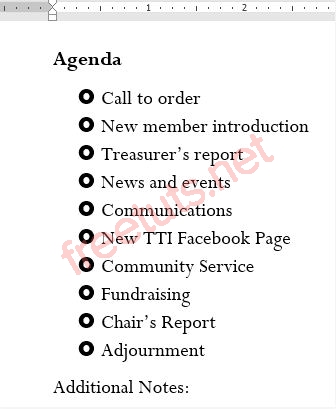 1 2
Agenda
Call to order
New member introduction
Treasurer's report
News and events
Communications
New TTI Facebook Page
Community Service
Fundraising
Chair's Report
Adjournment
Additional Notes:
freetuts.net